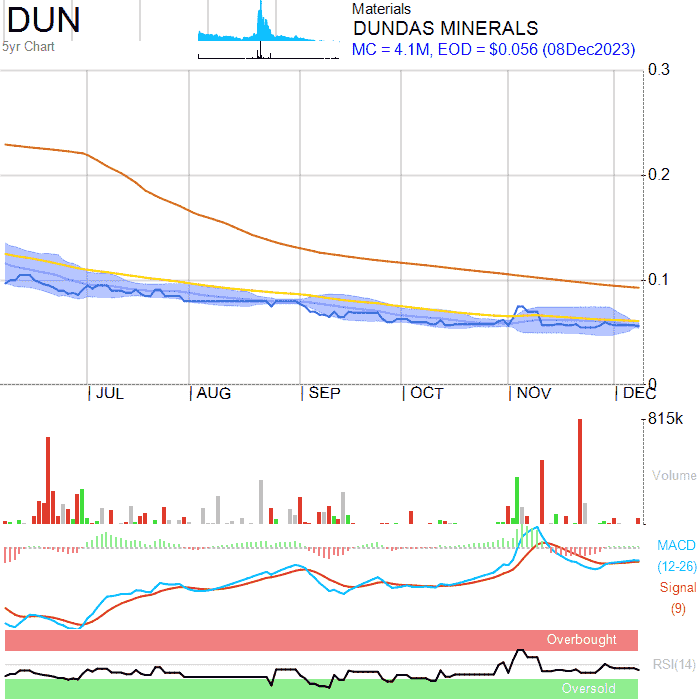 DUN
5yr Chart
Materials
DUNDAS MINERALS
MC = 4.1M, EOD = $0.056 (08Dec2023)
0.3
0.2
0.1
0
JUL AUG SEP OCT NOV DEC
815k
Volume
MACD
(12-26)
Signal
(9)
Overbought
RSI(14)
Oversold